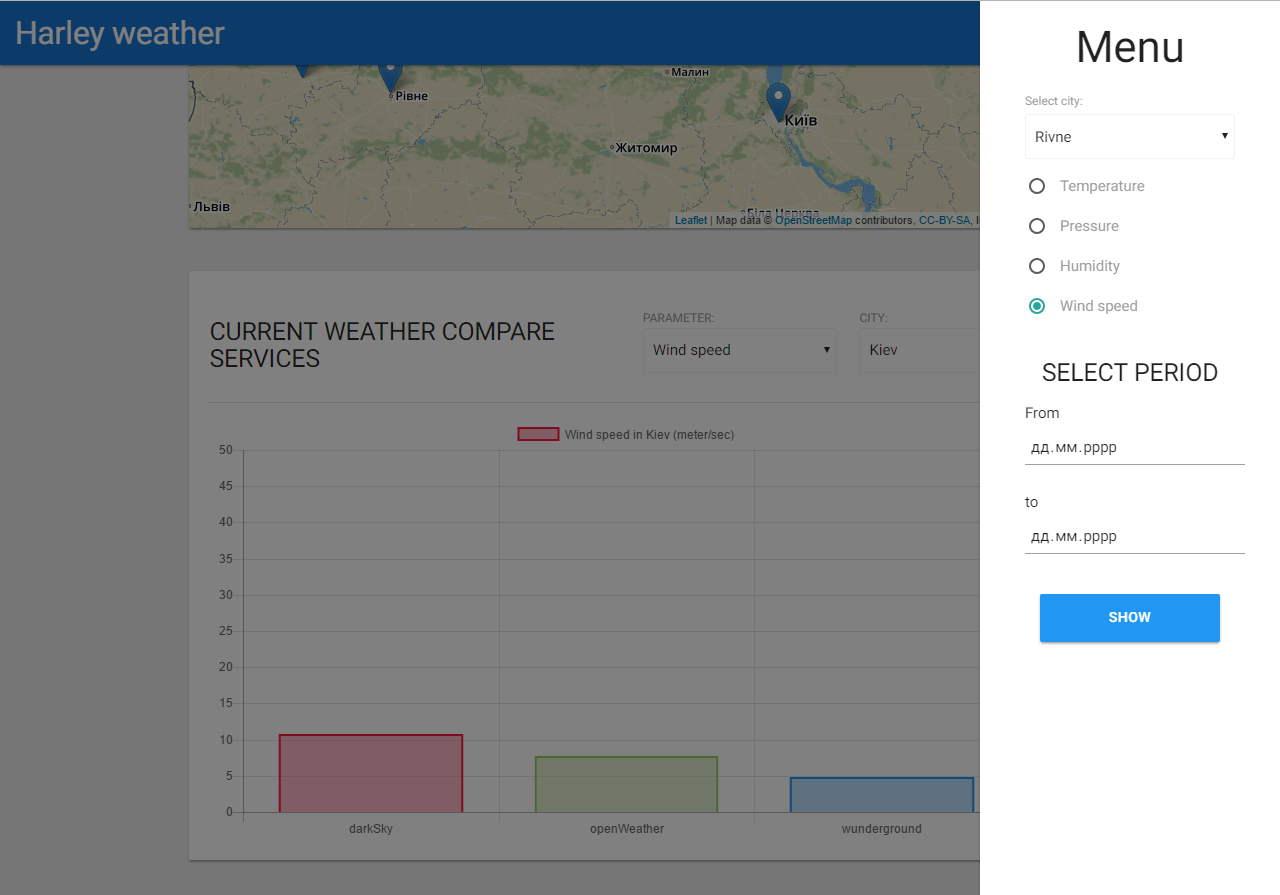 Harley weather
Малин
Рівне
Київ
Житомир
Львів
Біла Церква
Leaflet | Map data © OpenStreetMap contributors, CC-BY-SA, I
CURRENT WEATHER COMPARE
SERVICES
PARAMETER:
Wind speed
CITY:
Kiev
Wind speed in Kiev (meter/sec)
50
45
40
35
30
25
20
15
10
5
0
darkSky
openWeather
wunderground
Menu
Select city:
Rivne
Temperature
Pressure
Humidity
Wind speed
SELECT PERIOD
From
дд.мм.рррр
to
дд.мм.рррр
SHOW